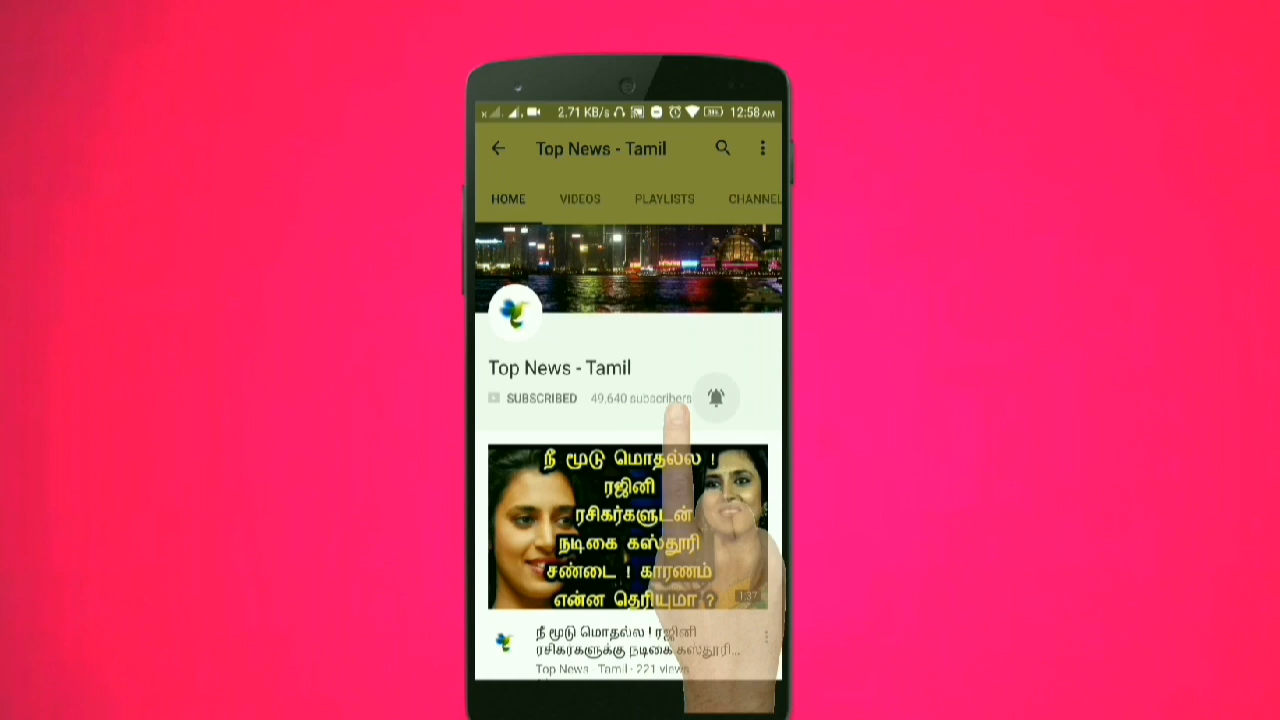 2.71 KB/s 12:58 AM
Top News - Tamil
HOME VIDEOS PLAYLISTS CHANNEL
Top News - Tamil
SUBSCRIBED 49,640 subscribers
நீ மூடு மொதல்ல !
ரஜினி
ரசிகர்களுடன்
நடிகை கஸ்தூரி
சண்டை ! காரணம்
என்ன தெரியுமா ?
1:37
நீ மூடு மொதல்ல ! ரஜினி
ரசிகர்களுக்கு நடிகை கஸ்தூரி...
Top News - Tamil · 221 views